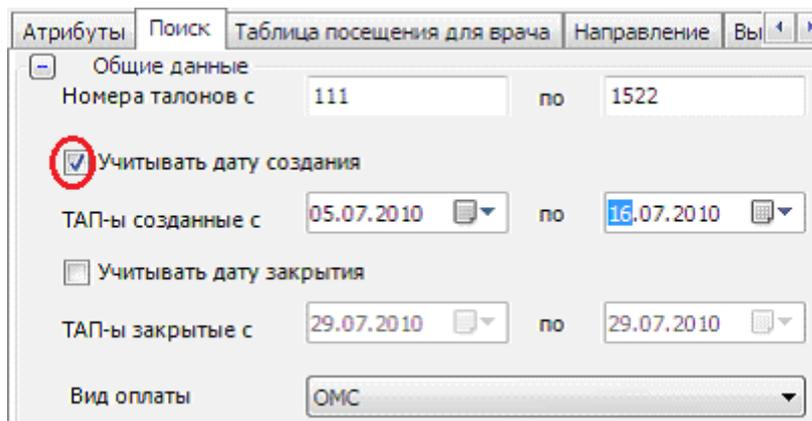 Атрибуты Поиск Таблица посещения для врача Направление Вы
Общие данные
Номера талонов с 111 по 1522
Учитывать дату создания
ТАП-ы созданные с 05.07.2010 по 16.07.2010
Учитывать дату закрытия
ТАП-ы закрытые с 29.07.2010 по 29.07.2010
Вид оплаты ОМС